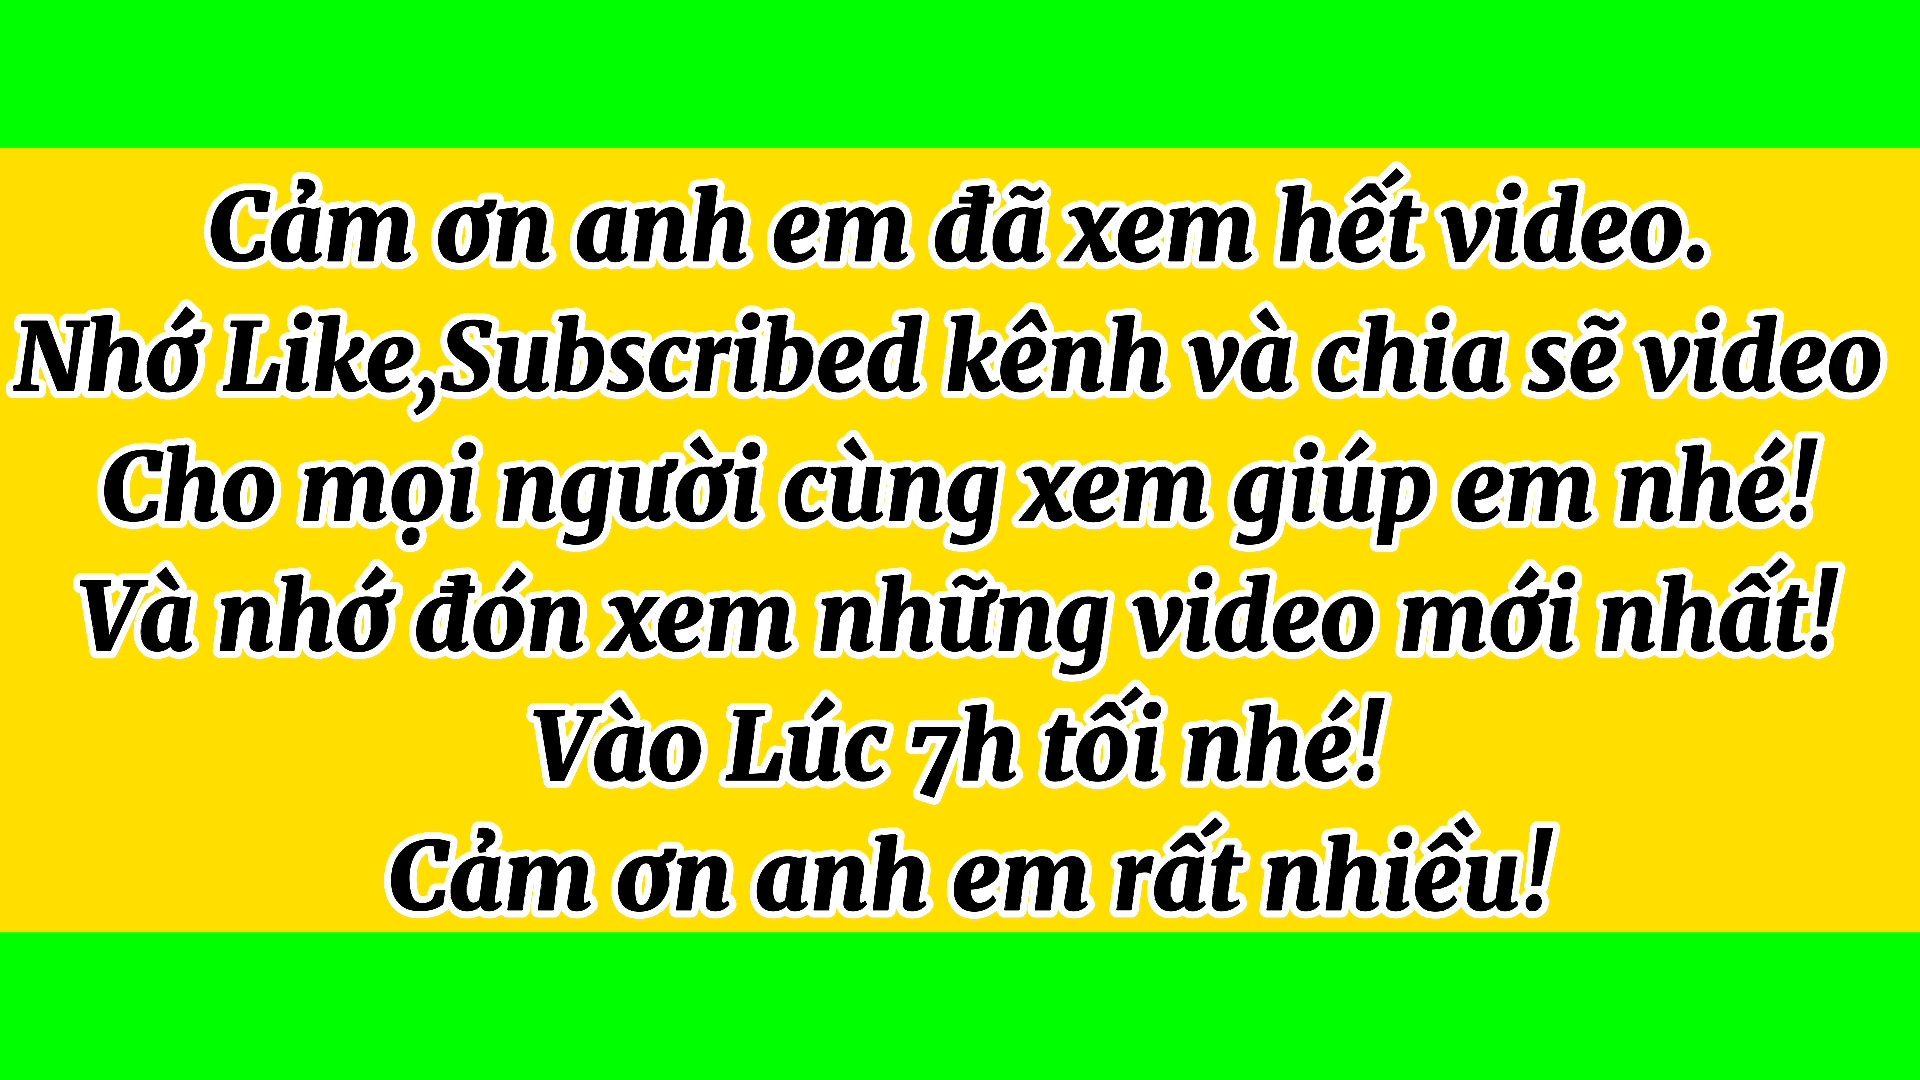 Cảm ơn anh em đã xem hết video.
Nhớ Like,Subscribed kênh và chia sẽ video
Cho mọi người cùng xem giúp em nhé!
Và nhớ đón xem những video mới nhất!
Vào Lúc 7h tối nhé!
Cảm ơn anh em rất nhiều!